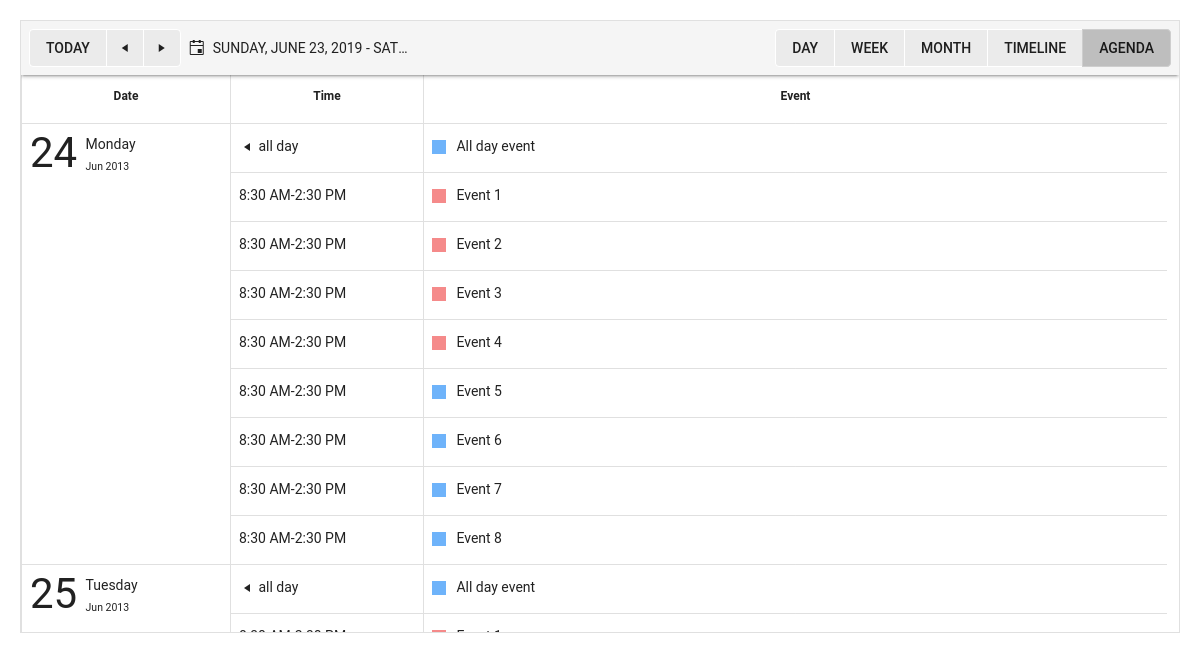 TODAY
SUNDAY, JUNE 23, 2019 - SAT…
DAY WEEK MONTH TIMELINE AGENDA
Date Time Event
24 Monday
Jun 2013
all day All day event
8:30 AM-2:30 PM Event 1
8:30 AM-2:30 PM Event 2
8:30 AM-2:30 PM Event 3
8:30 AM-2:30 PM Event 4
8:30 AM-2:30 PM Event 5
8:30 AM-2:30 PM Event 6
8:30 AM-2:30 PM Event 7
8:30 AM-2:30 PM Event 8
25 Tuesday
Jun 2013
all day All day event